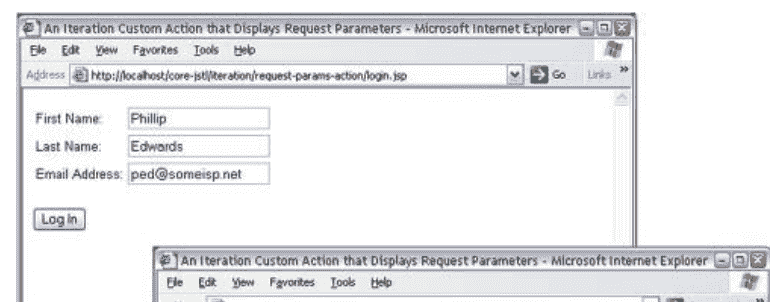 An Iteration Custom Action that Displays Request Parameters - Microsoft Internet Explorer
File Edit View Favorites Tools Help
Address http://localhost/core-jstl/iteration/request-params-action/login.jsp Go Links »
First Name: Phillip
Last Name: Edwards
Email Address: ped@someisp.net
Log In
An Iteration Custom Action that Displays Request Parameters - Microsoft Internet Explorer
File Edit View Favorites Tools Help